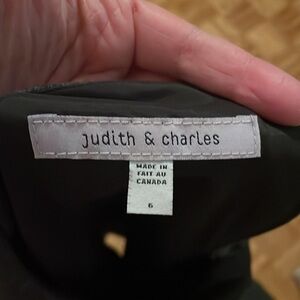 judith & charles
MADE IN
FAIT AU
CANADA
6